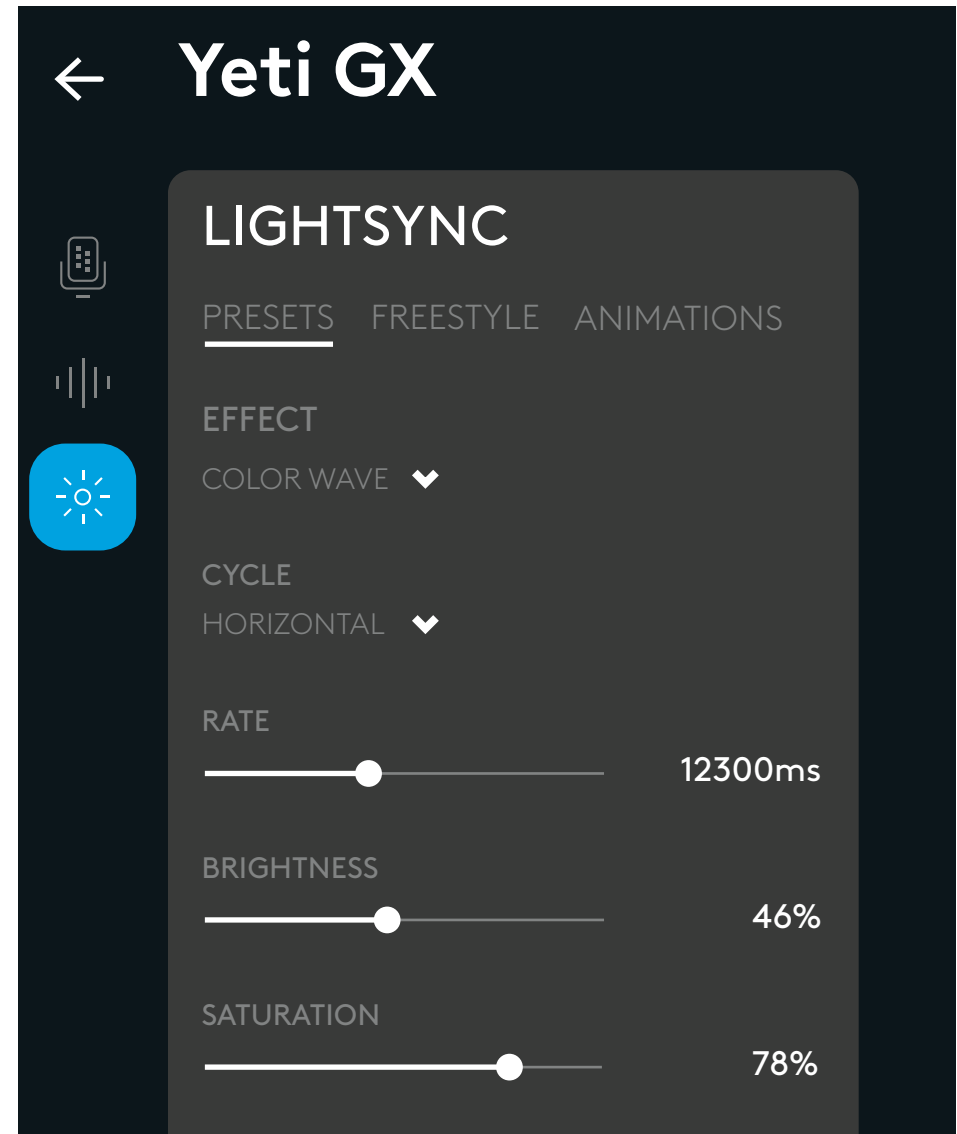 Yeti GX
LIGHTSYNC
PRESETS FREESTYLE ANIMATIONS
EFFECT
COLOR WAVE
CYCLE
HORIZONTAL
RATE
12300ms
BRIGHTNESS
46%
SATURATION
78%